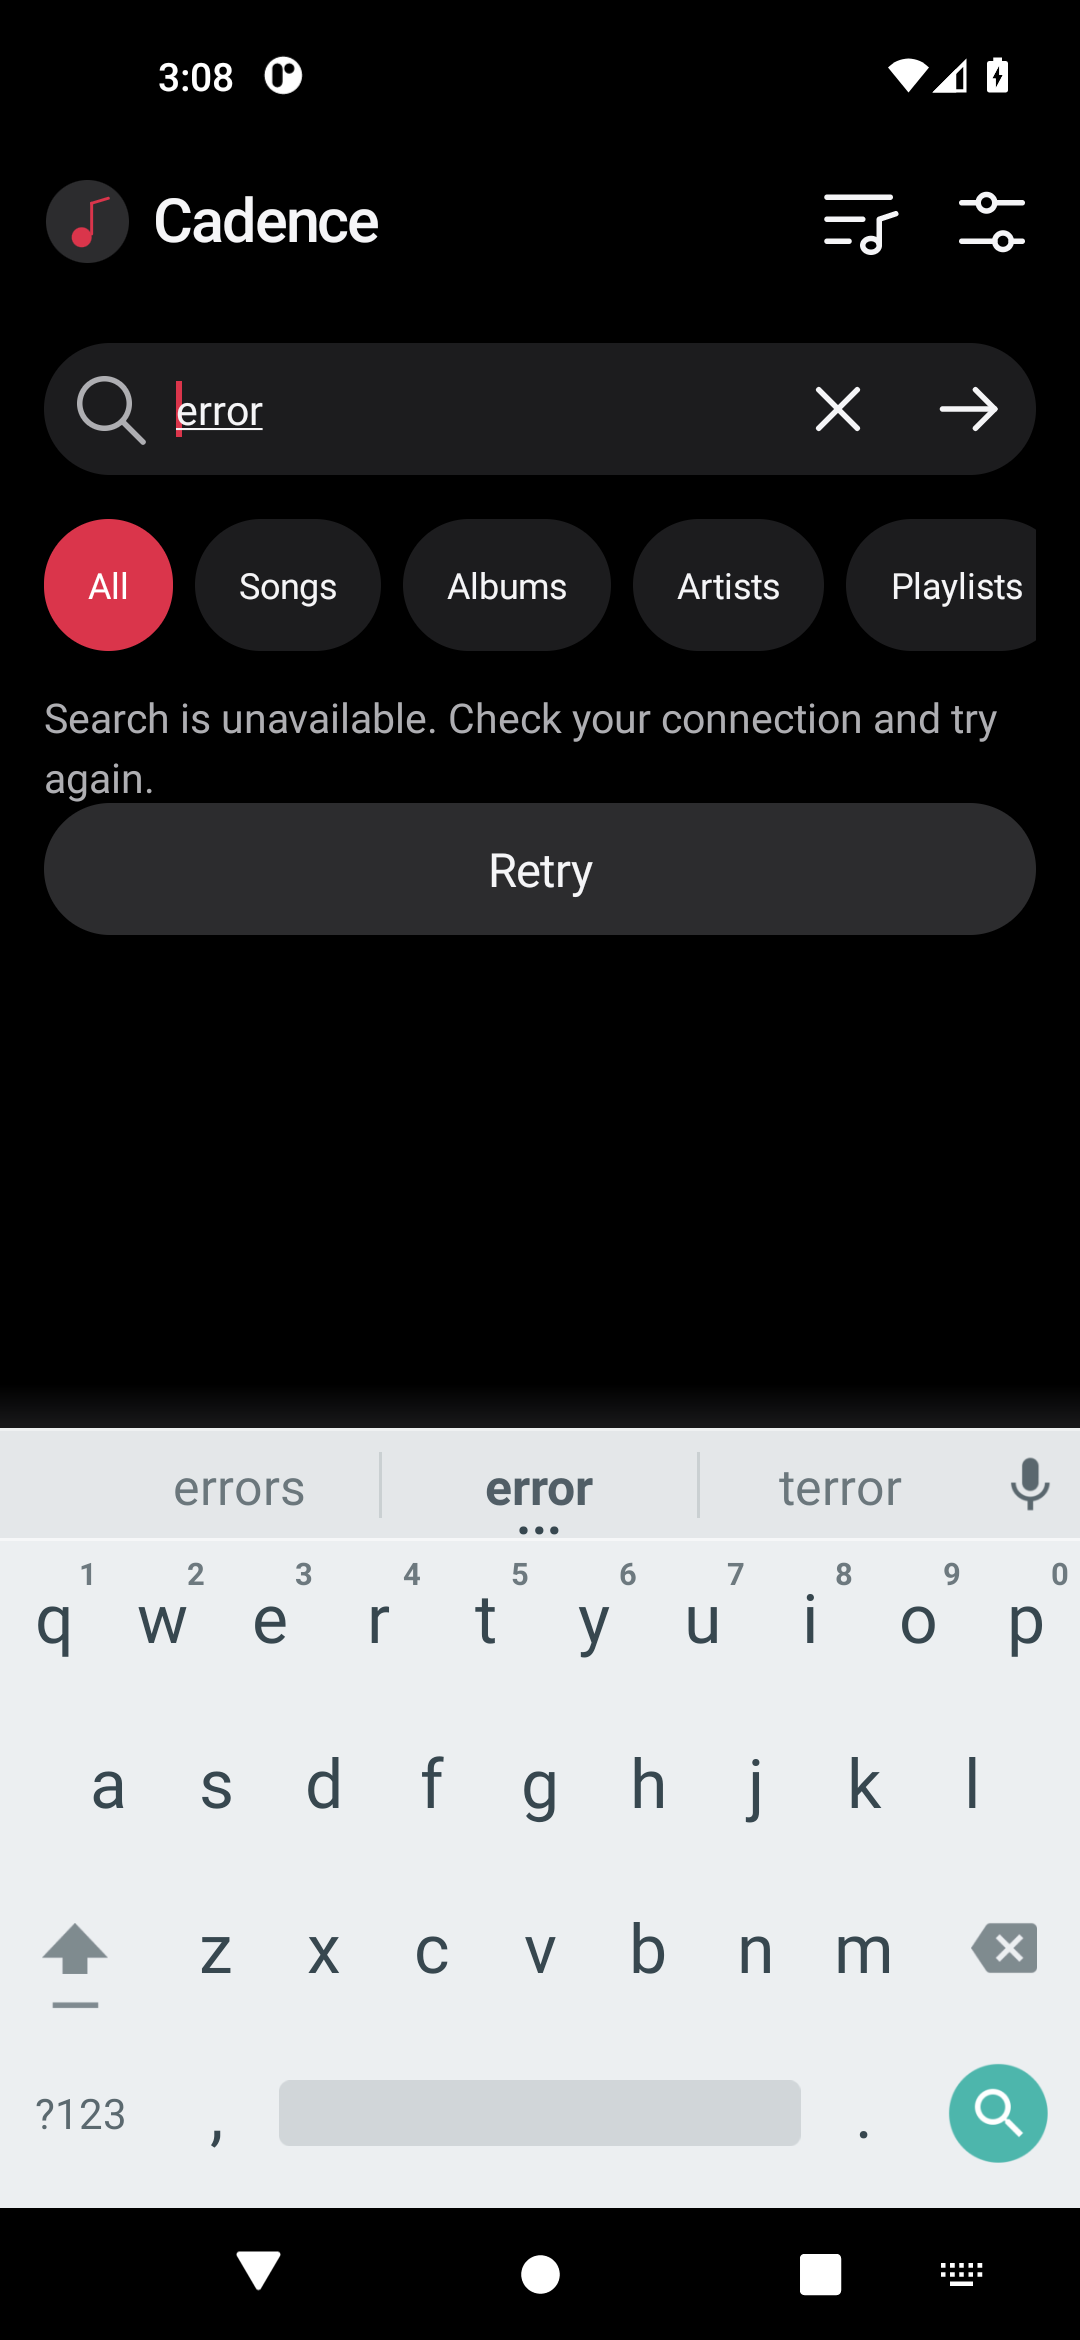 3:08
Cadence
error
All Songs Albums Artists Playlists
Search is unavailable. Check your connection and try
again.
Retry
errors error terror
1 2 3 4 5 6 7 8 9 0
q w e r t y u i o p
a s d f g h j k l
z x c v b n m
?123 , .